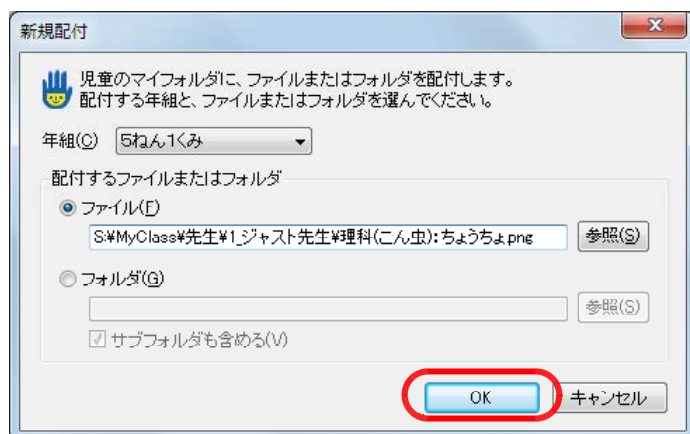 新規配付
児童のマイフォルダに、ファイルまたはフォルダを配付します。
配付する年組と、ファイルまたはフォルダを選んでください。
年組(C) 5ねん1くみ
配付するファイルまたはフォルダ
ファイル(F)
S:¥MyClass¥先生¥1_ジャスト先生¥理科(こん虫):ちょうちょ.png 参照(S)
フォルダ(G)
参照(S)
サブフォルダも含める(V)
OK キャンセル